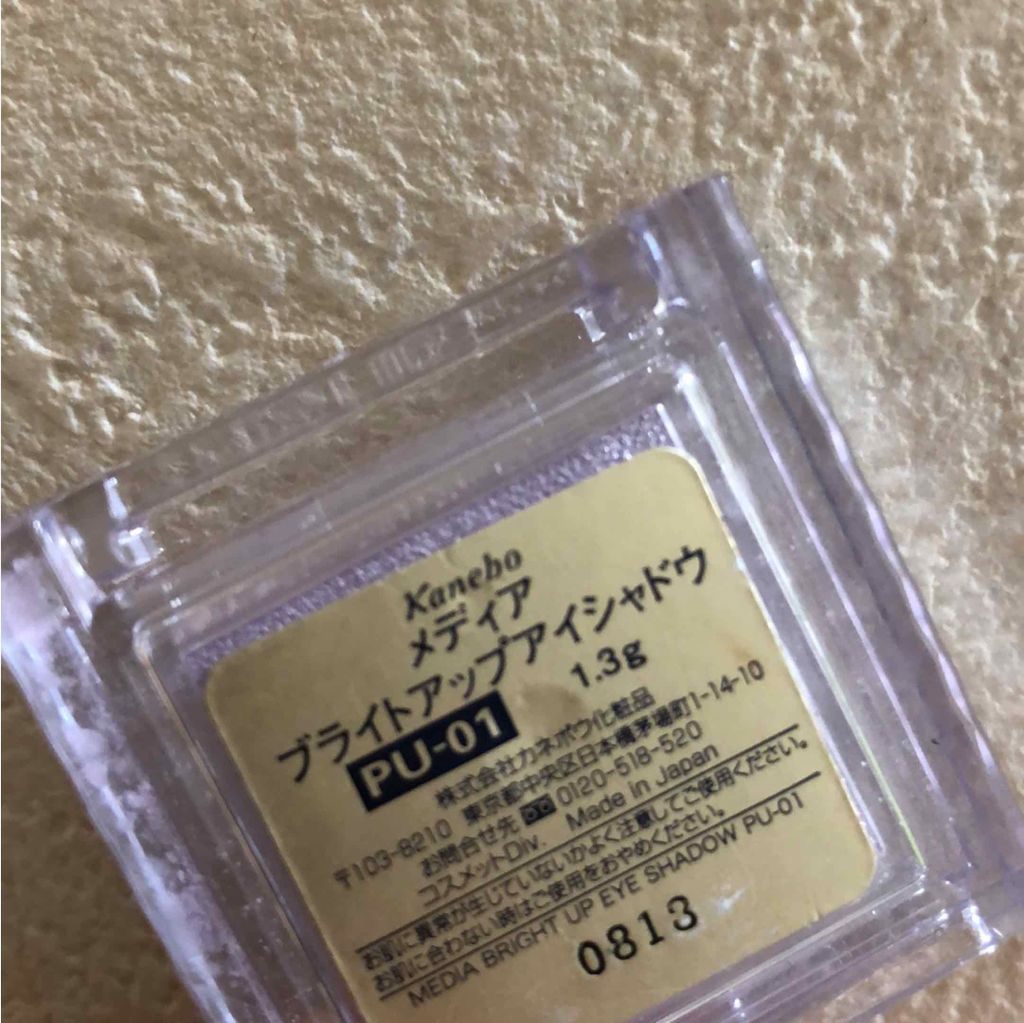 Kanebo
メディア
ブライトアップアイシャドウ
PU-01 1.3g
株式会社カネボウ化粧品
〒103-8210 東京都中央区日本橋茅場町1-14-10
お問合せ先 0120-518-520
コスメットDiv. Made in Japan
お肌に異常が生じていないかよく注意してご使用ください。
お肌に合わない時はご使用をおやめください。
MEDIA BRIGHT UP EYE SHADOW PU-01
0813